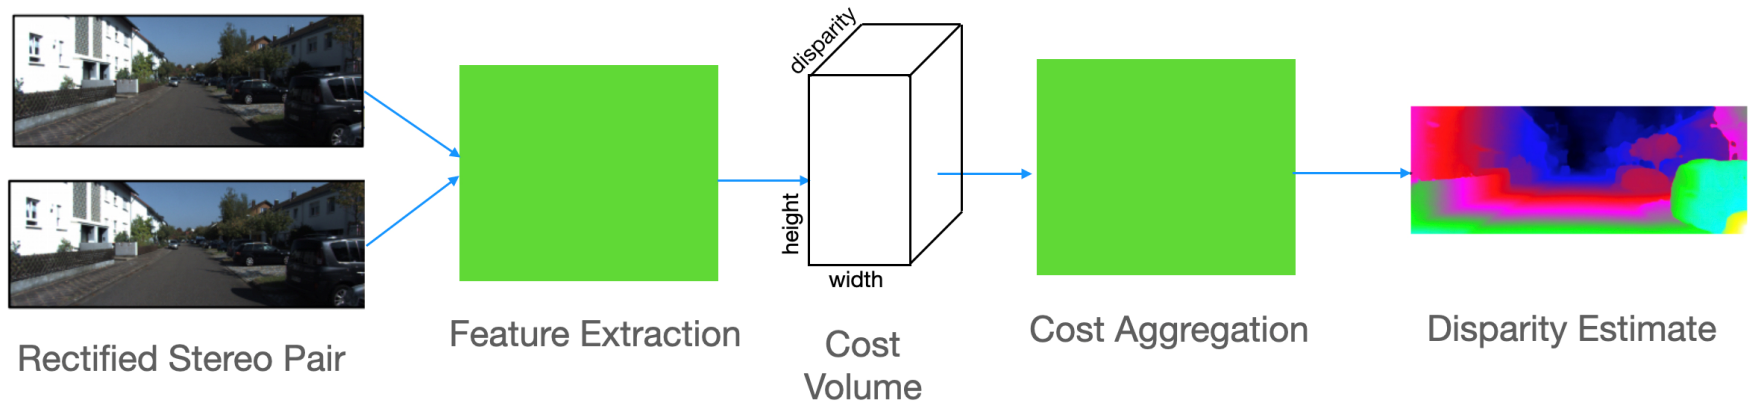 disparity
height
width
Rectified Stereo Pair
Feature Extraction
Cost
Volume
Cost Aggregation
Disparity Estimate